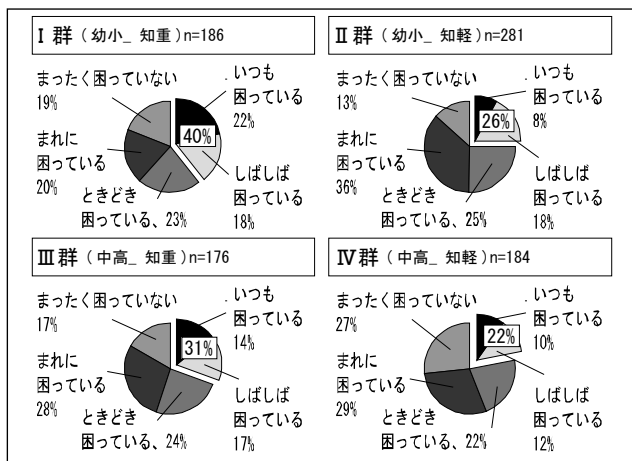 Ⅰ群（幼小_ 知重）n=186
まったく困っていない
19%
いつも
困っている
22%
40%
まれに
困っている
20%
しばしば
困っている
18%
ときどき
困っている、23%
Ⅱ群（幼小_ 知軽）n=281
まったく困っていない
13%
いつも
困っている
8%
26%
まれに
困っている
36%
しばしば
困っている
18%
ときどき
困っている、25%
Ⅲ群（中高_ 知重）n=176
まったく困っていない
17%
いつも
困っている
14%
31%
まれに
困っている
28%
しばしば
困っている
17%
ときどき
困っている、24%
Ⅳ群（中高_ 知軽）n=184
まったく困っていない
27%
いつも
困っている
10%
22%
まれに
困っている
29%
しばしば
困っている
12%
ときどき
困っている、22%